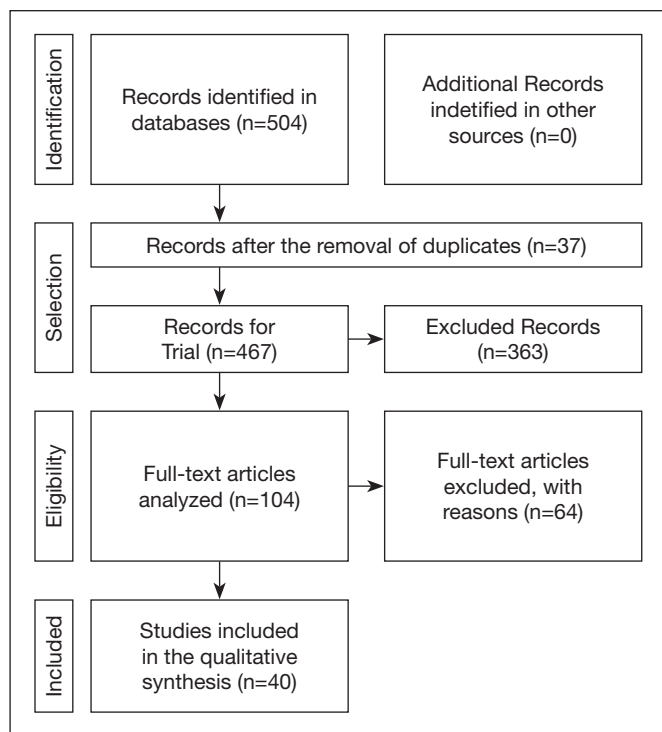 Identification
Records identified in
databases (n=504)
Additional Records
indetified in other
sources (n=0)
Selection
Records after the removal of duplicates (n=37)
Records for
Trial (n=467)
Excluded Records
(n=363)
Eligibility
Full-text articles
analyzed (n=104)
Full-text articles
excluded, with
reasons (n=64)
Included
Studies included
in the qualitative
synthesis (n=40)